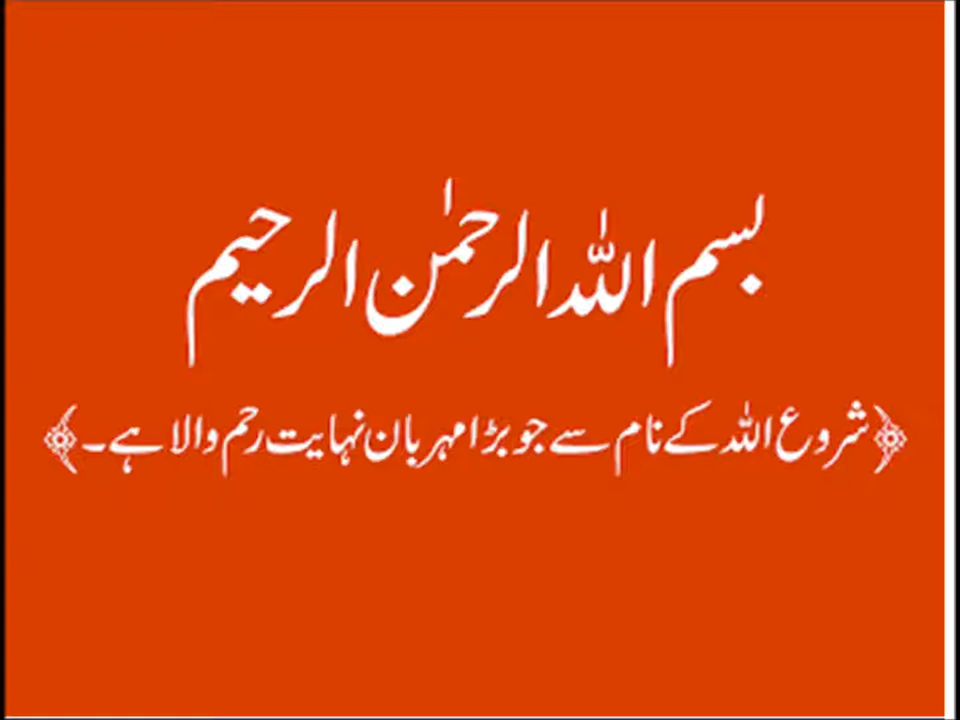 بسم اللہ الرحمٰن الرحیم
﴿شروع اللہ کے نام سے جو بڑا مہربان نہایت رحم والا ہے۔﴾